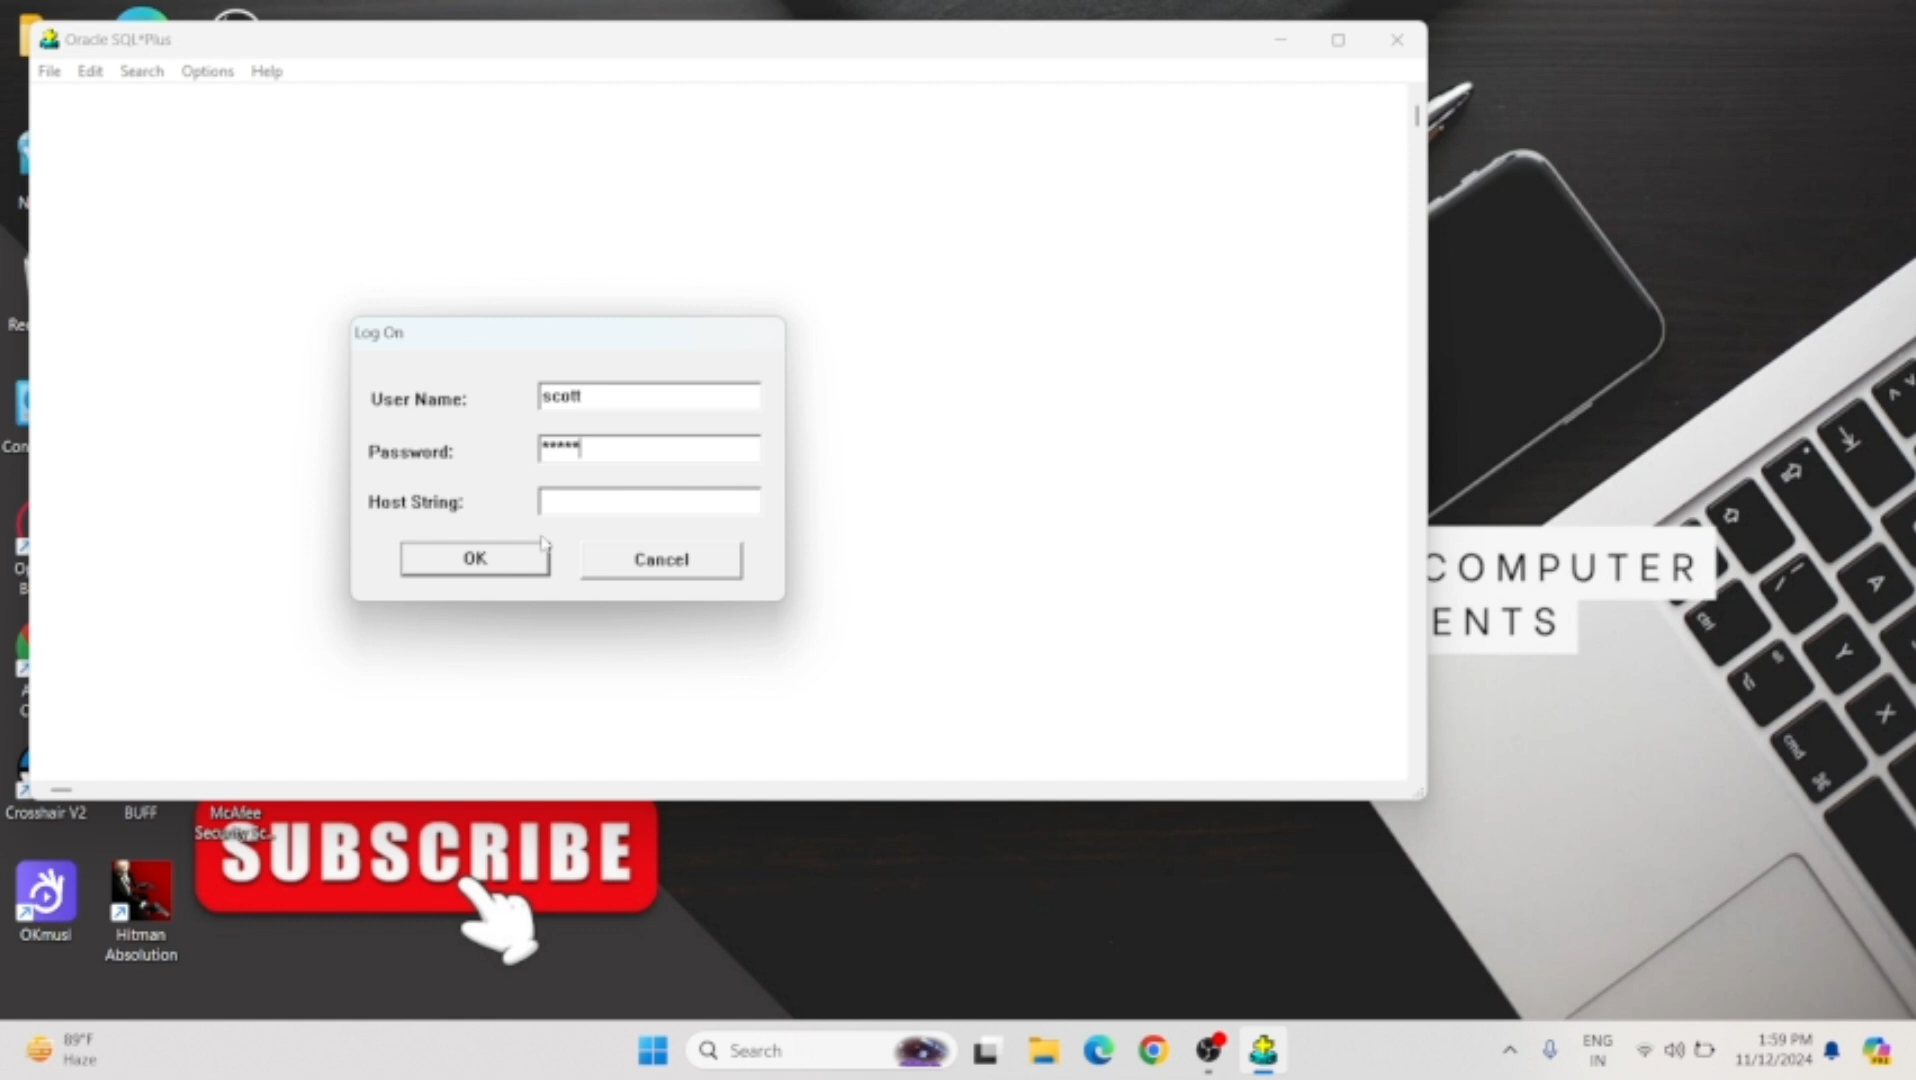 Oracle SQL*Plus
File Edit Search Options Help
Log On
User Name: scott
Password: *****
Host String:
OK Cancel
COMPUTER
ENTS
Crosshair V2 BUFF McAfee
Security Sc...
SUBSCRIBE
OKmusi Hitman
Absolution
89°F
Haze
Search
ENG
IN
1:59 PM
11/12/2024